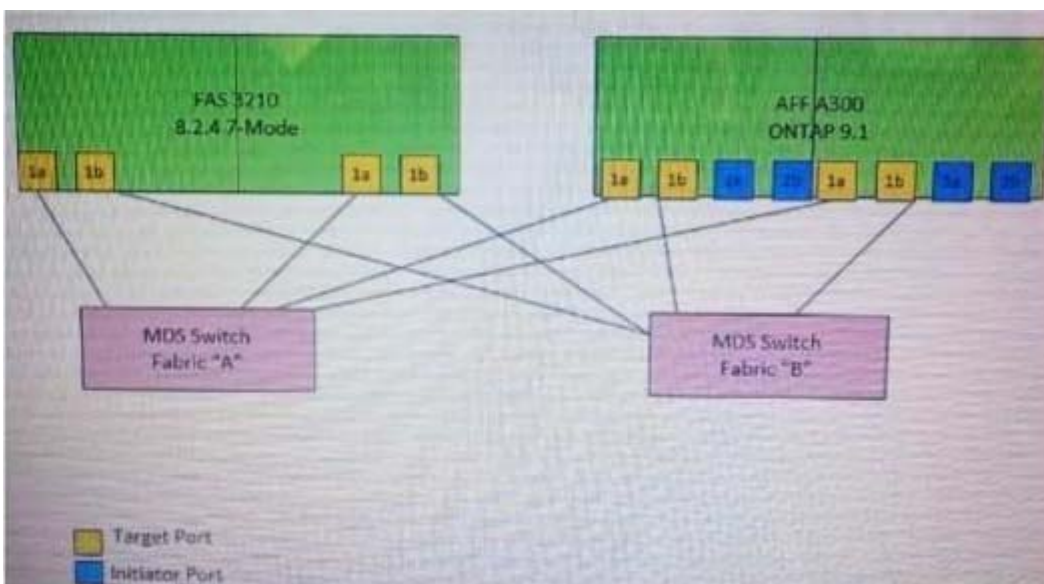 FAS 3210
8.2.4 7-Mode
AFF A300
ONTAP 9.1
1a 1b 1a 1b
1a 1b 1a 1b
MDS Switch
Fabric "A"
MDS Switch
Fabric "B"
Target Port
Initiator Port